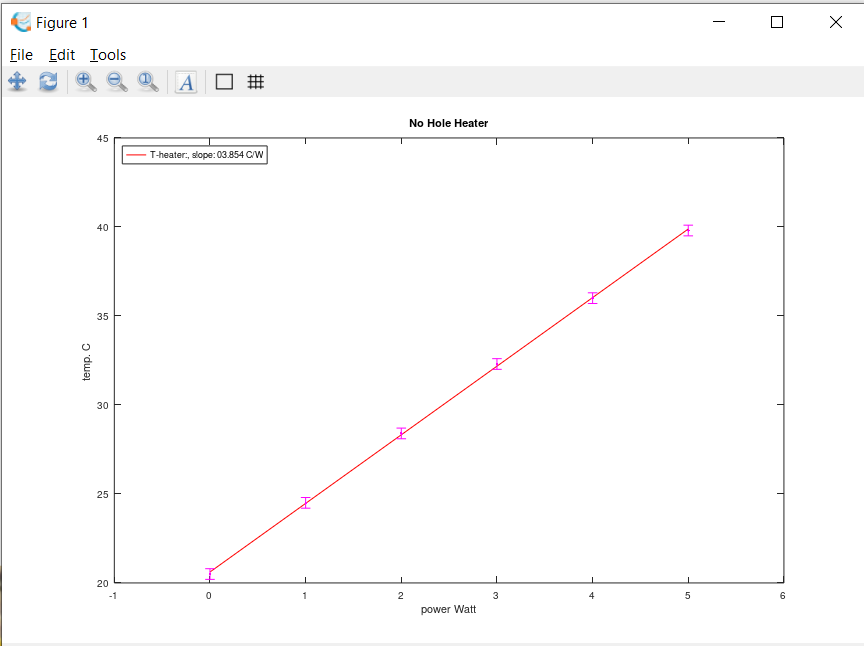 Figure 1
File Edit Tools
A
No Hole Heater
T-heater:, slope: 03.854 C/W
45
40
35
30
25
20
temp. C
-1 0 1 2 3 4 5 6
power Watt